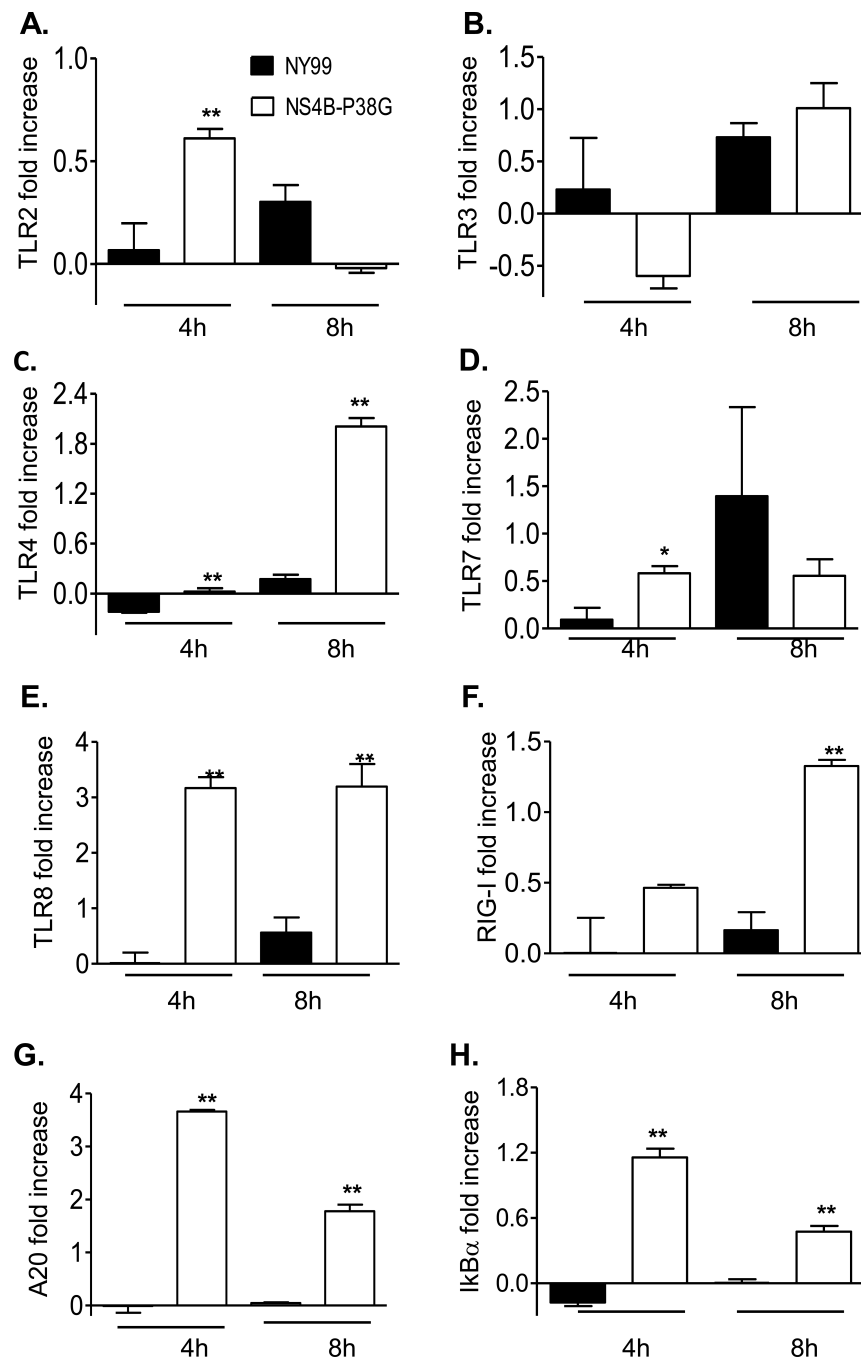 A.
TLR2 fold increase
1.0
0.5
0.0
NY99
NS4B-P38G
**
4h
8h
B.
TLR3 fold increase
1.5
1.0
0.5
0.0
-0.5
4h
8h
C.
TLR4 fold increase
2.4
1.8
1.2
0.6
0.0
**
**
4h
8h
D.
TLR7 fold increase
2.5
2.0
1.5
1.0
0.5
0.0
*
4h
8h
E.
TLR8 fold increase
4
3
2
1
0
**
**
4h
8h
F.
RIG-I fold increase
1.5
1.0
0.5
0.0
**
4h
8h
G.
A20 fold increase
4
3
2
1
0
**
**
4h
8h
H.
IkBα fold increase
1.8
1.2
0.6
0.0
**
**
4h
8h